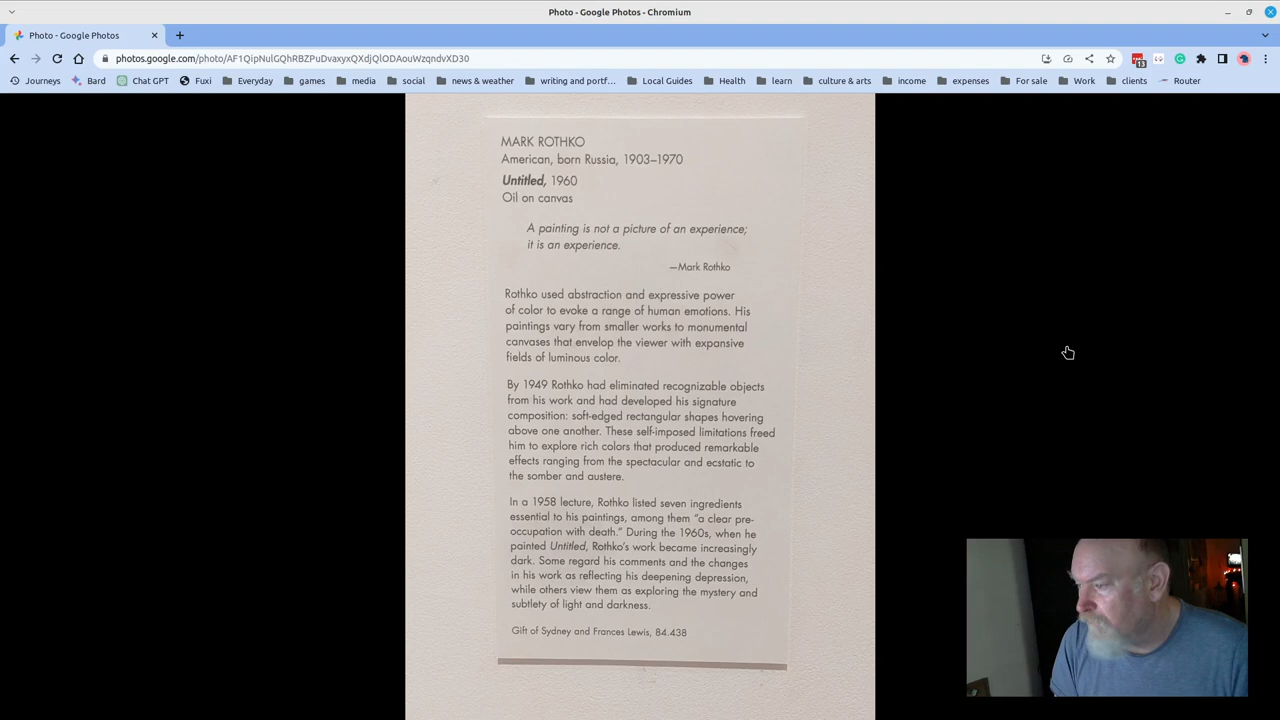 Photo - Google Photos - Chromium
Photo - Google Photos
photos.google.com/photo/AF1QipNulGQhRBZPuDvaxyxQXdjQlODAouWzqndvXD30
Journeys Bard Chat GPT Fuxi Everyday games media social news & weather writing and portf... Local Guides Health learn culture & arts income expenses For sale Work clients Router
13
MARK ROTHKO
American, born Russia, 1903–1970
Untitled, 1960
Oil on canvas
A painting is not a picture of an experience;
it is an experience.
—Mark Rothko
Rothko used abstraction and expressive power
of color to evoke a range of human emotions. His
paintings vary from smaller works to monumental
canvases that envelop the viewer with expansive
fields of luminous color.
By 1949 Rothko had eliminated recognizable objects
from his work and had developed his signature
composition: soft-edged rectangular shapes hovering
above one another. These self-imposed limitations freed
him to explore rich colors that produced remarkable
effects ranging from the spectacular and ecstatic to
the somber and austere.
In a 1958 lecture, Rothko listed seven ingredients
essential to his paintings, among them “a clear pre-
occupation with death.” During the 1960s, when he
painted Untitled, Rothko’s work became increasingly
dark. Some regard his comments and the changes
in his work as reflecting his deepening depression,
while others view them as exploring the mystery and
subtlety of light and darkness.
Gift of Sydney and Frances Lewis, 84.438